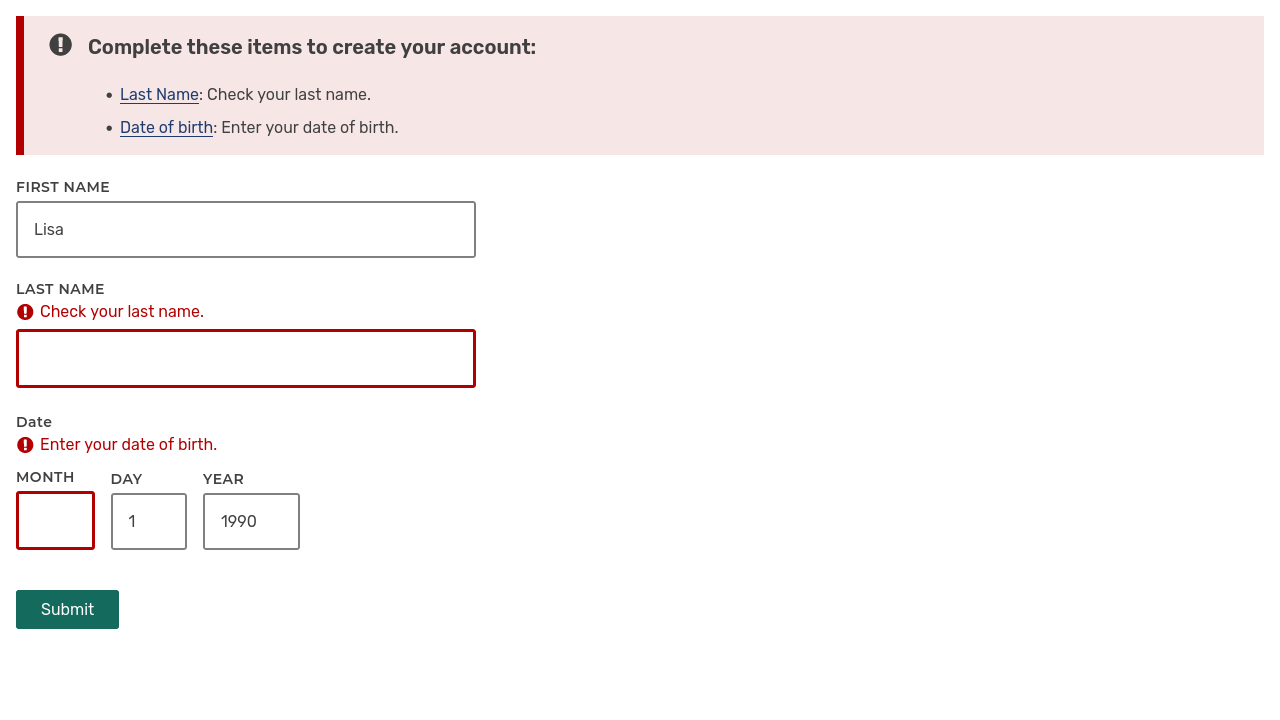 Complete these items to create your account:
• Last Name: Check your last name.
• Date of birth: Enter your date of birth.
FIRST NAME
Lisa
LAST NAME
Check your last name.
Date
Enter your date of birth.
MONTH DAY YEAR
1 1990
Submit